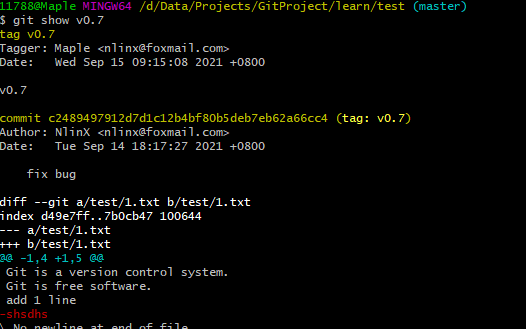 11788@Maple MINGW64 /d/Data/Projects/GitProject/learn/test (master)
$ git show v0.7
tag v0.7
Tagger: Maple <nlinx@foxmail.com>
Date:   Wed Sep 15 09:15:08 2021 +0800

v0.7

commit c2489497912d7d1c12b4bf80b5deb7eb62a66cc4 (tag: v0.7)
Author: NlinX <nlinx@foxmail.com>
Date:   Tue Sep 14 18:17:27 2021 +0800

    fix bug

diff --git a/test/1.txt b/test/1.txt
index d49e7ff..7b0cb47 100644
--- a/test/1.txt
+++ b/test/1.txt
@@ -1,4 +1,5 @@
 Git is a version control system.
 Git is free software.
 add 1 line
-shsdhs
\ No newline at end of file